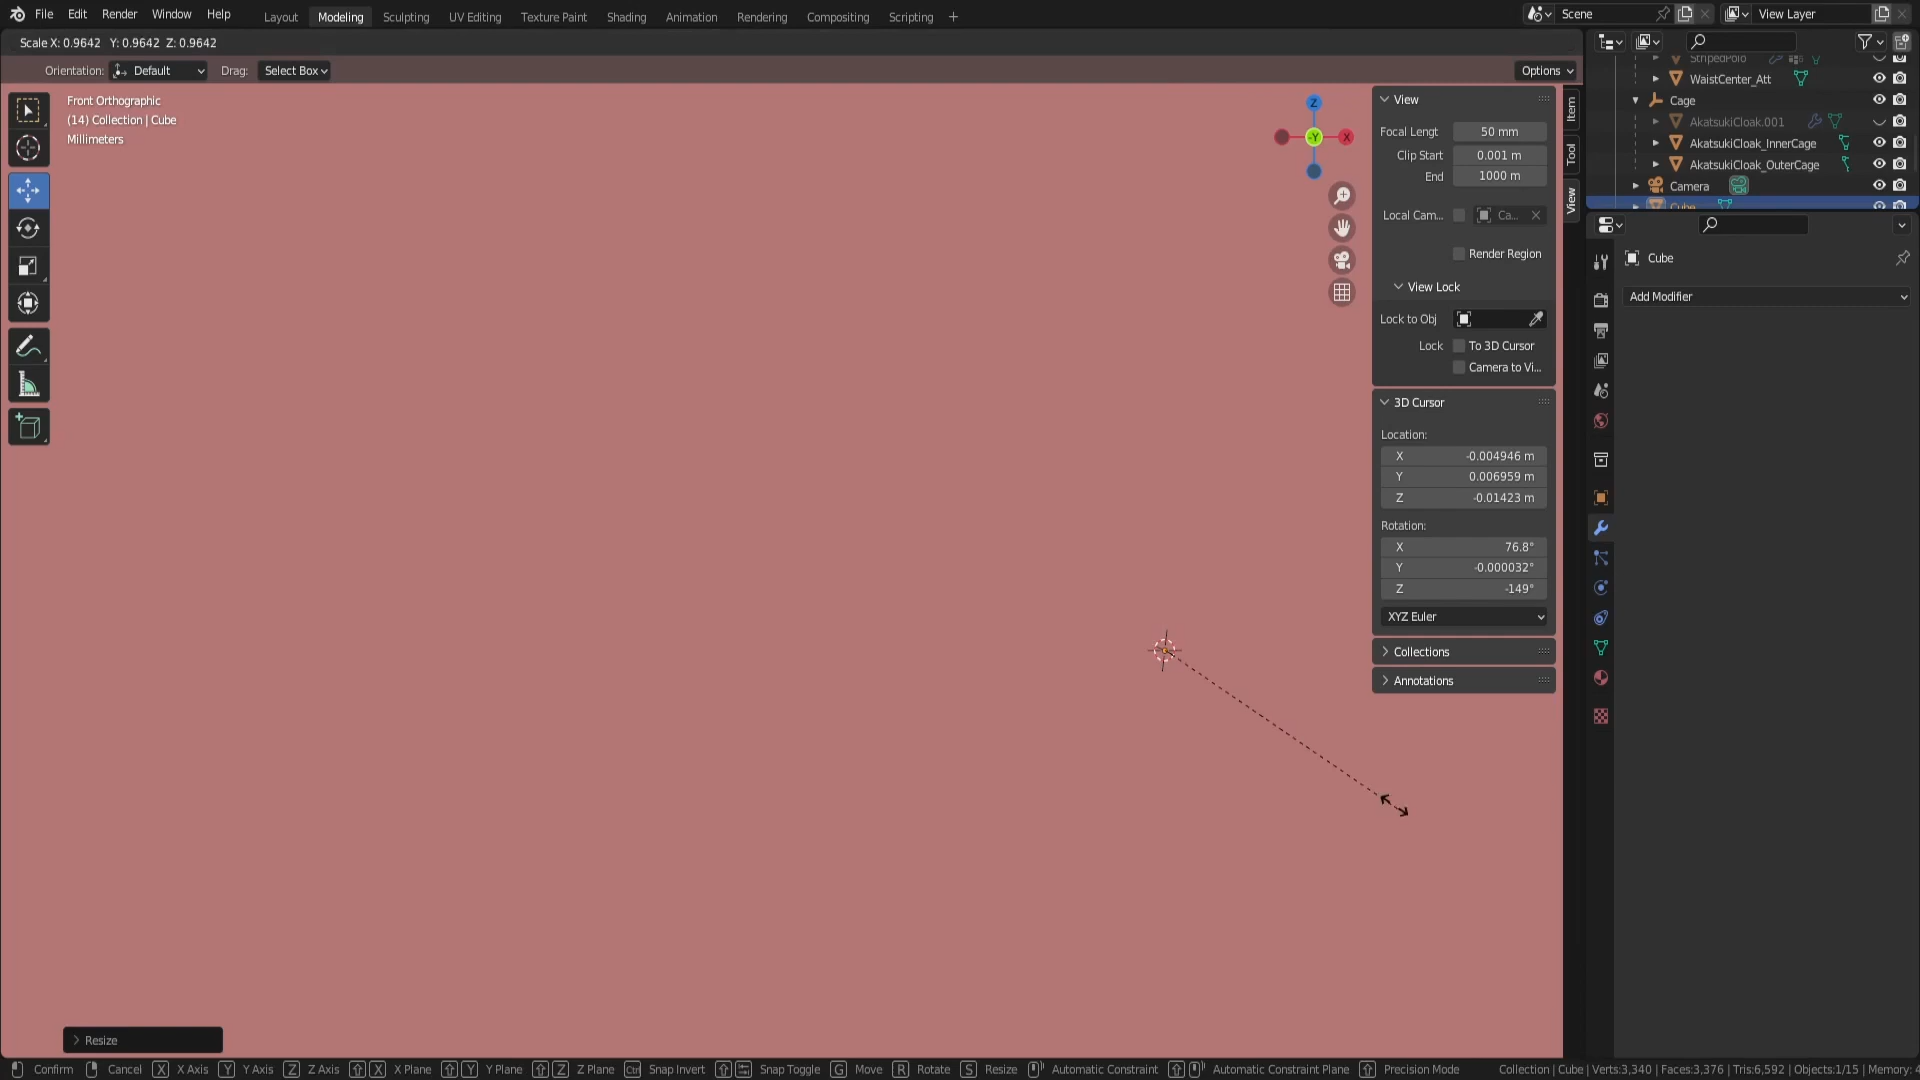 File Edit Render Window Help Layout Modeling Sculpting UV Editing Texture Paint Shading Animation Rendering Compositing Scripting Scene View Layer
Scale X: 0.9642 Y: 0.9642 Z: 0.9642
Orientation: Default Drag: Select Box Options
Front Orthographic
(14) Collection | Cube
Millimeters
Z
-Y
X
View
Focal Lengt 50 mm
Clip Start 0.001 m
End 1000 m
Local Cam... Ca...
Render Region
View Lock
Lock to Obj
Lock To 3D Cursor
Camera to Vi...
3D Cursor
Location:
X -0.004946 m
Y 0.006959 m
Z -0.01423 m
Rotation:
X 76.8°
Y -0.000032°
Z -149°
XYZ Euler
Collections
Annotations
Item
Tool
View
StripedPolo
WaistCenter_Att
Cage
AkatsukiCloak.001
AkatsukiCloak_InnerCage
AkatsukiCloak_OuterCage
Camera
Cube
Cube
Add Modifier
Resize
Confirm Cancel X X Axis Y Y Axis Z Z Axis X X Plane Y Y Plane Z Z Plane Ctrl Snap Invert Snap Toggle G Move R Rotate S Resize Automatic Constraint Automatic Constraint Plane Precision Mode Collection | Cube | Verts:3,340 | Faces:3,376 | Tris:6,592 | Objects:1/15 | Memory: